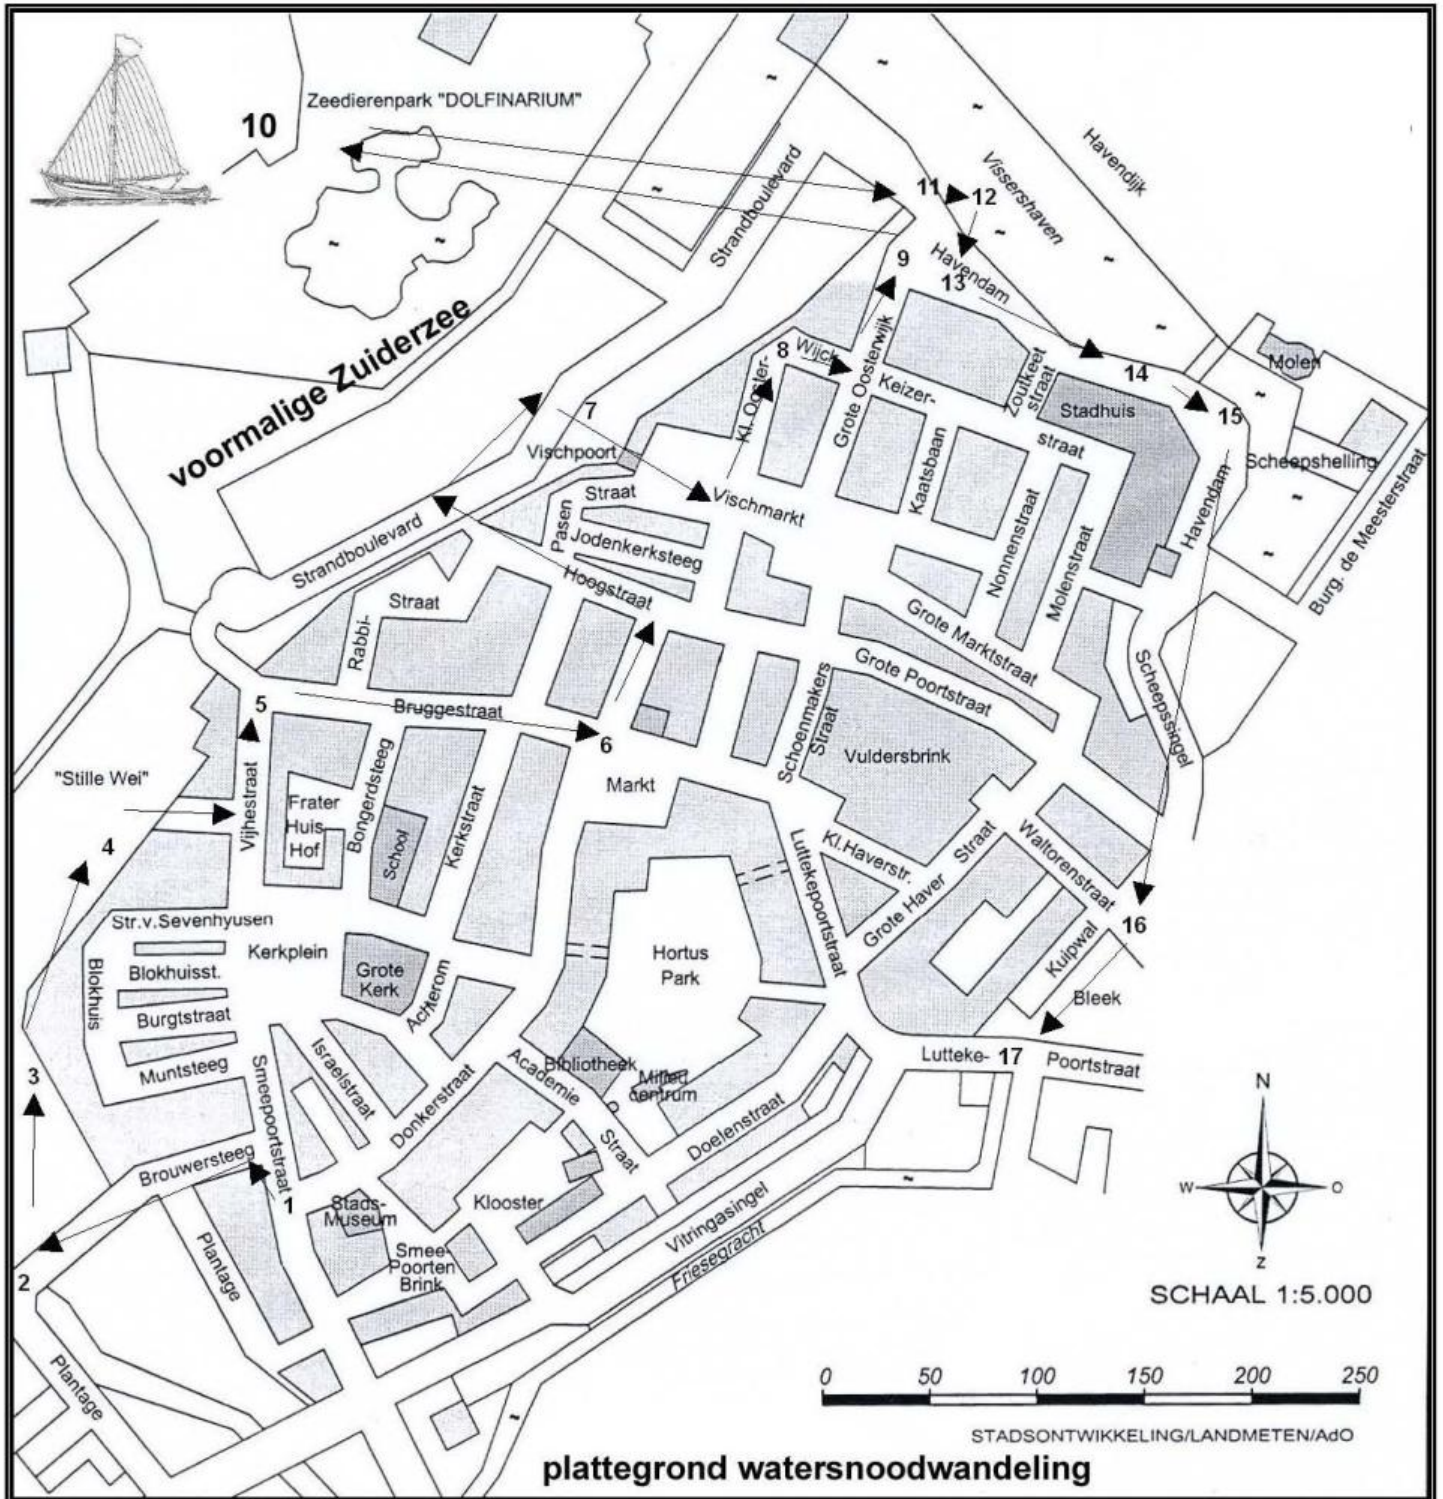 Zeedierenpark "DOLFINARIUM"
10
voormalige Zuiderzee
Strandboulevard
Havendijk
Vissershaven
11
12
Havendam
13
9
8
Wijck
Kl. Ooster-
Grote Oosterwijk
Keizer-
straat
Zoutkeet
straat
14
15
Stadhuis
Molen
Scheepshelling
Burg. de Meesterstraat
Havendam
7
Vischpoort
Vischmarkt
Kaatsbaan
Nonnenstraat
Molenstraat
Pasen
Straat
Jodenkerksteeg
Hoogstraat
Strandboulevard
Rabbi-
Straat
Grote Marktstraat
Grote Poortstraat
Scheepssingel
5
Bruggestraat
6
Markt
Schoenmakers
Straat
Vuldersbrink
"Stille Wei"
Vijhestraat
Frater
Huis
Hof
Bongerdsteeg
School
Kerkstraat
4
Kl.Haverstr.
Luttekepoortstraat
Grote Haver
Straat
Waltorenstraat
16
Kuipwal
Bleek
Str.v.Sevenhyusen
Kerkplein
Blokhuisst.
Blokhuis
Burgtstraat
Muntsteeg
Grote
Kerk
Achterom
Hortus
Park
3
Smeepoortstraat
Israelstraat
Donkerstraat
Academie
Straat
Bibliotheek
centrum
Doelenstraat
Lutteke-
17
Poortstraat
Brouwersteeg
1
2
Plantage
Plantage
Stads-
Museum
Klooster
Smee-
Poorten
Brink
Vitringasingel
Friesegracht
N
W
O
Z
SCHAAL 1:5.000
0 50 100 150 200 250
STADSONTWIKKELING/LANDMETEN/AdO
plattegrond watersnoodwandeling